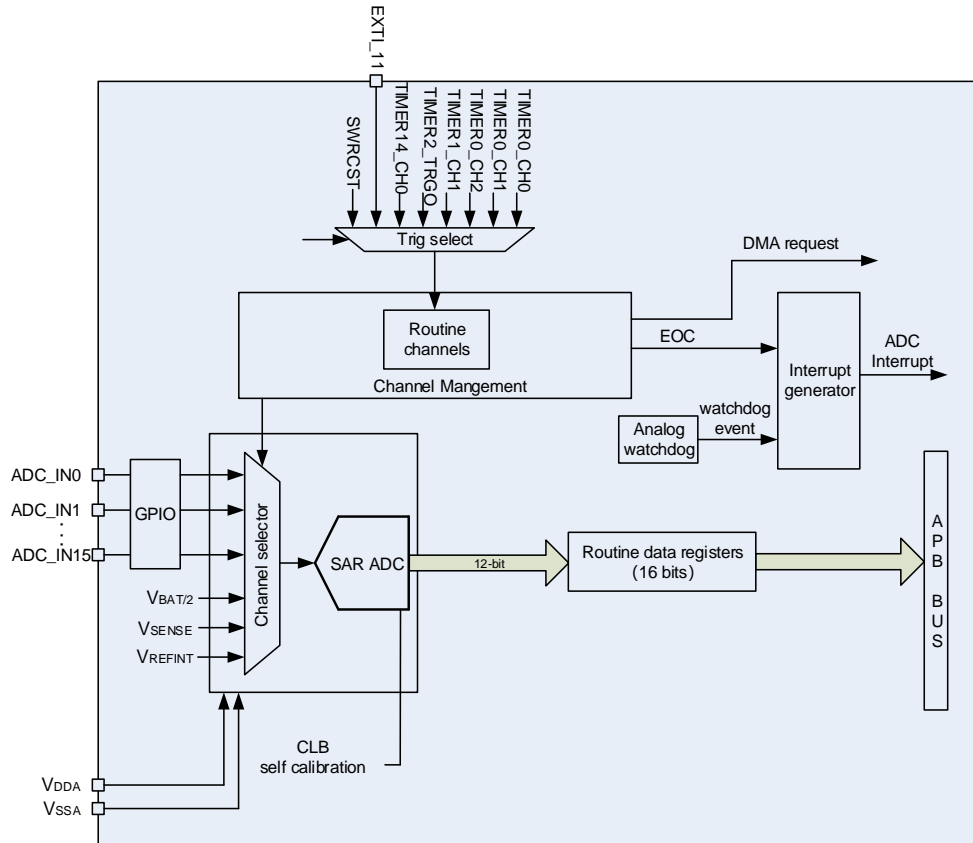 EXTI_11
SWRCST
TIMER14_CH0
TIMER2_TRGO
TIMER1_CH1
TIMER0_CH2
TIMER0_CH1
TIMER0_CH0
Trig select
DMA request
Routine
channels
Channel Mangement
EOC
Interrupt
generator
ADC
Interrupt
Analog
watchdog
watchdog
event
ADC_IN0
ADC_IN1
⋮
ADC_IN15
GPIO
Channel selector
VBAT/2
VSENSE
VREFINT
SAR ADC
12-bit
Routine data registers
(16 bits)
APB BUS
CLB
self calibration
VDDA
VSSA